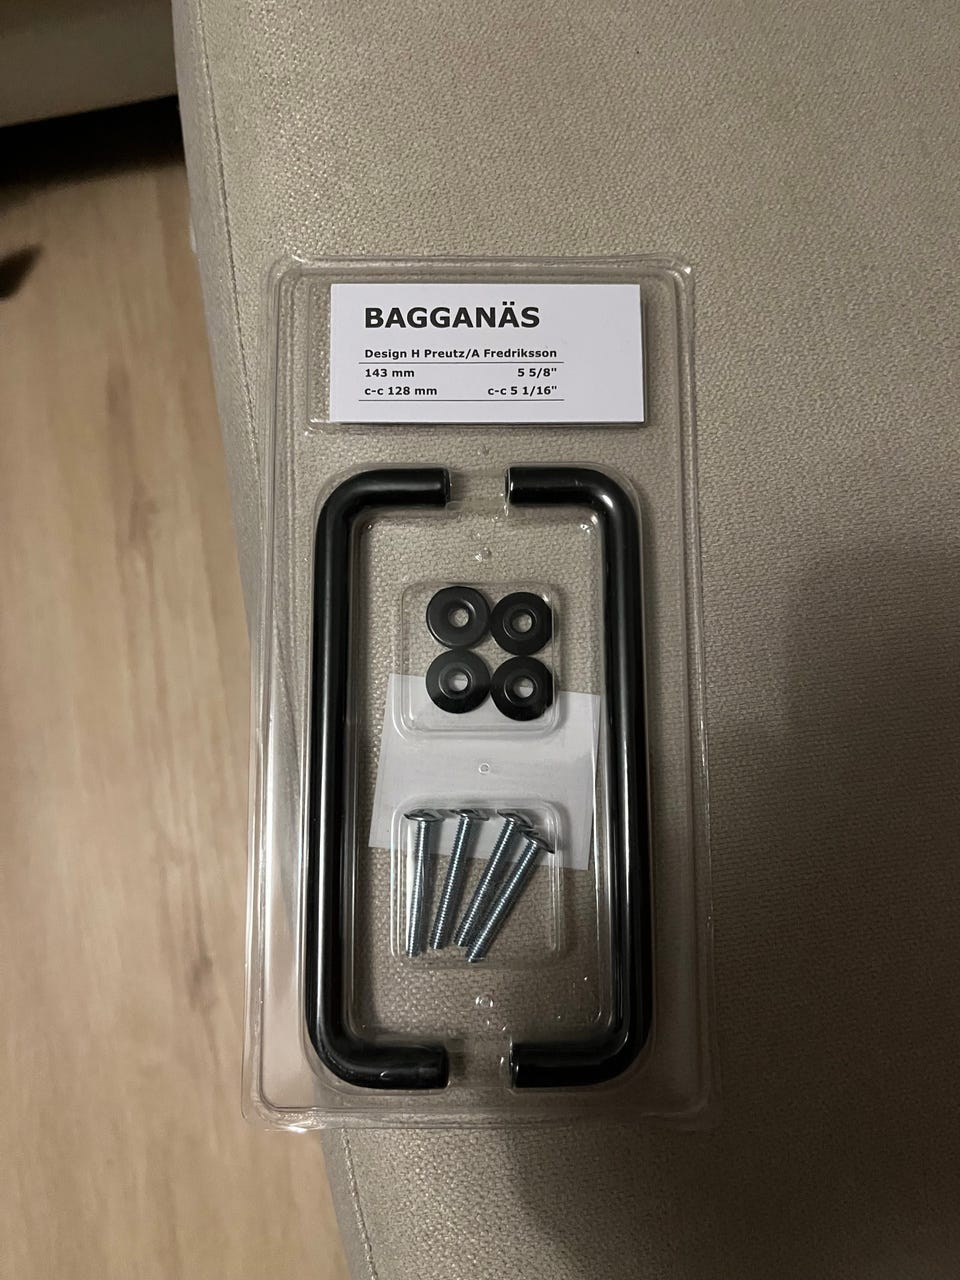 BAGGANÄS
Design H Preutz/A Fredriksson
143 mm 5 5/8"
c-c 128 mm c-c 5 1/16"